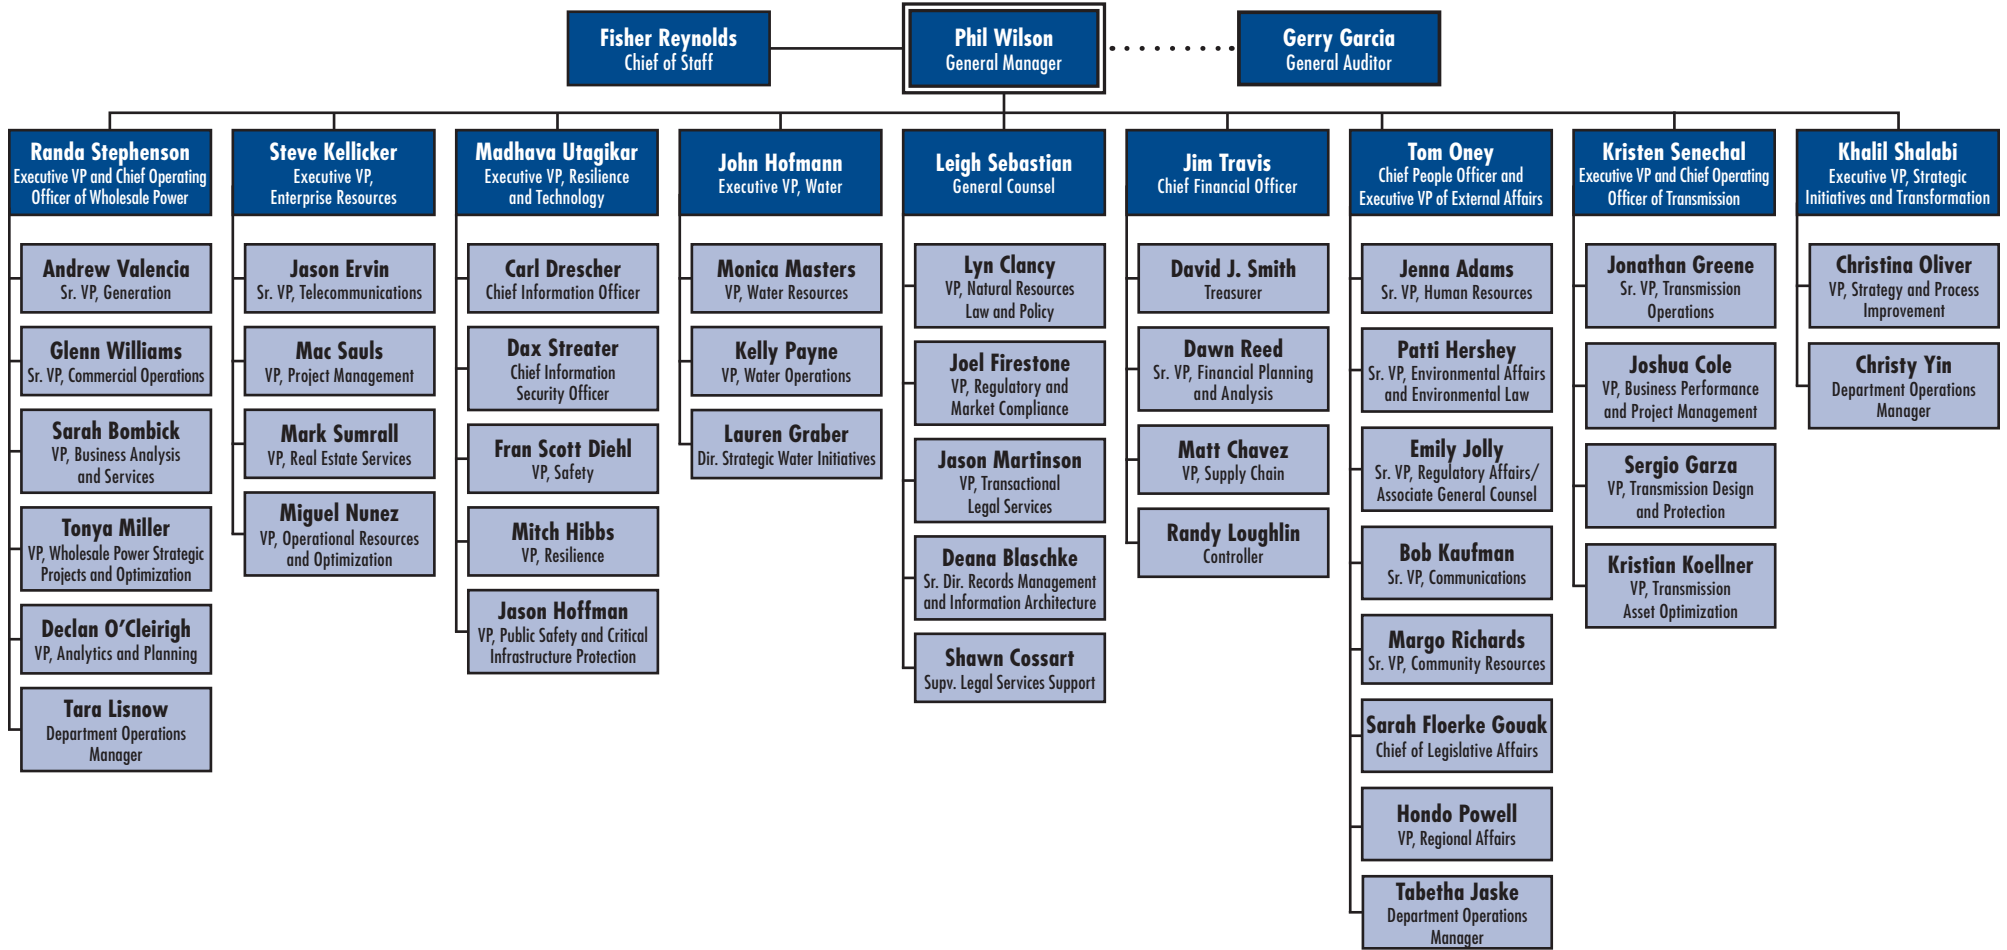 Fisher Reynolds
Chief of Staff
Phil Wilson
General Manager
Gerry Garcia
General Auditor
Randa Stephenson
Executive VP and Chief Operating
Officer of Wholesale Power
Andrew Valencia
Sr. VP, Generation
Glenn Williams
Sr. VP, Commercial Operations
Sarah Bombick
VP, Business Analysis
and Services
Tonya Miller
VP, Wholesale Power Strategic
Projects and Optimization
Declan O’Cleirigh
VP, Analytics and Planning
Tara Lisnow
Department Operations
Manager
Steve Kellicker
Executive VP,
Enterprise Resources
Jason Ervin
Sr. VP, Telecommunications
Mac Sauls
VP, Project Management
Mark Sumrall
VP, Real Estate Services
Miguel Nunez
VP, Operational Resources
and Optimization
Madhava Utagikar
Executive VP, Resilience
and Technology
Carl Drescher
Chief Information Officer
Dax Streater
Chief Information
Security Officer
Fran Scott Diehl
VP, Safety
Mitch Hibbs
VP, Resilience
Jason Hoffman
VP, Public Safety and Critical
Infrastructure Protection
John Hofmann
Executive VP, Water
Monica Masters
VP, Water Resources
Kelly Payne
VP, Water Operations
Lauren Graber
Dir. Strategic Water Initiatives
Leigh Sebastian
General Counsel
Lyn Clancy
VP, Natural Resources
Law and Policy
Joel Firestone
VP, Regulatory and
Market Compliance
Jason Martinson
VP, Transactional
Legal Services
Deana Blaschke
Sr. Dir. Records Management
and Information Architecture
Shawn Cossart
Supv. Legal Services Support
Jim Travis
Chief Financial Officer
David J. Smith
Treasurer
Dawn Reed
Sr. VP, Financial Planning
and Analysis
Matt Chavez
VP, Supply Chain
Randy Loughlin
Controller
Tom Oney
Chief People Officer and
Executive VP of External Affairs
Jenna Adams
Sr. VP, Human Resources
Patti Hershey
Sr. VP, Environmental Affairs
and Environmental Law
Emily Jolly
Sr. VP, Regulatory Affairs/
Associate General Counsel
Bob Kaufman
Sr. VP, Communications
Margo Richards
Sr. VP, Community Resources
Sarah Floerke Gouak
Chief of Legislative Affairs
Hondo Powell
VP, Regional Affairs
Tabetha Jaske
Department Operations
Manager
Kristen Senechal
Executive VP and Chief Operating
Officer of Transmission
Jonathan Greene
Sr. VP, Transmission
Operations
Joshua Cole
VP, Business Performance
and Project Management
Sergio Garza
VP, Transmission Design
and Protection
Kristian Koellner
VP, Transmission
Asset Optimization
Khalil Shalabi
Executive VP, Strategic
Initiatives and Transformation
Christina Oliver
VP, Strategy and Process
Improvement
Christy Yin
Department Operations
Manager